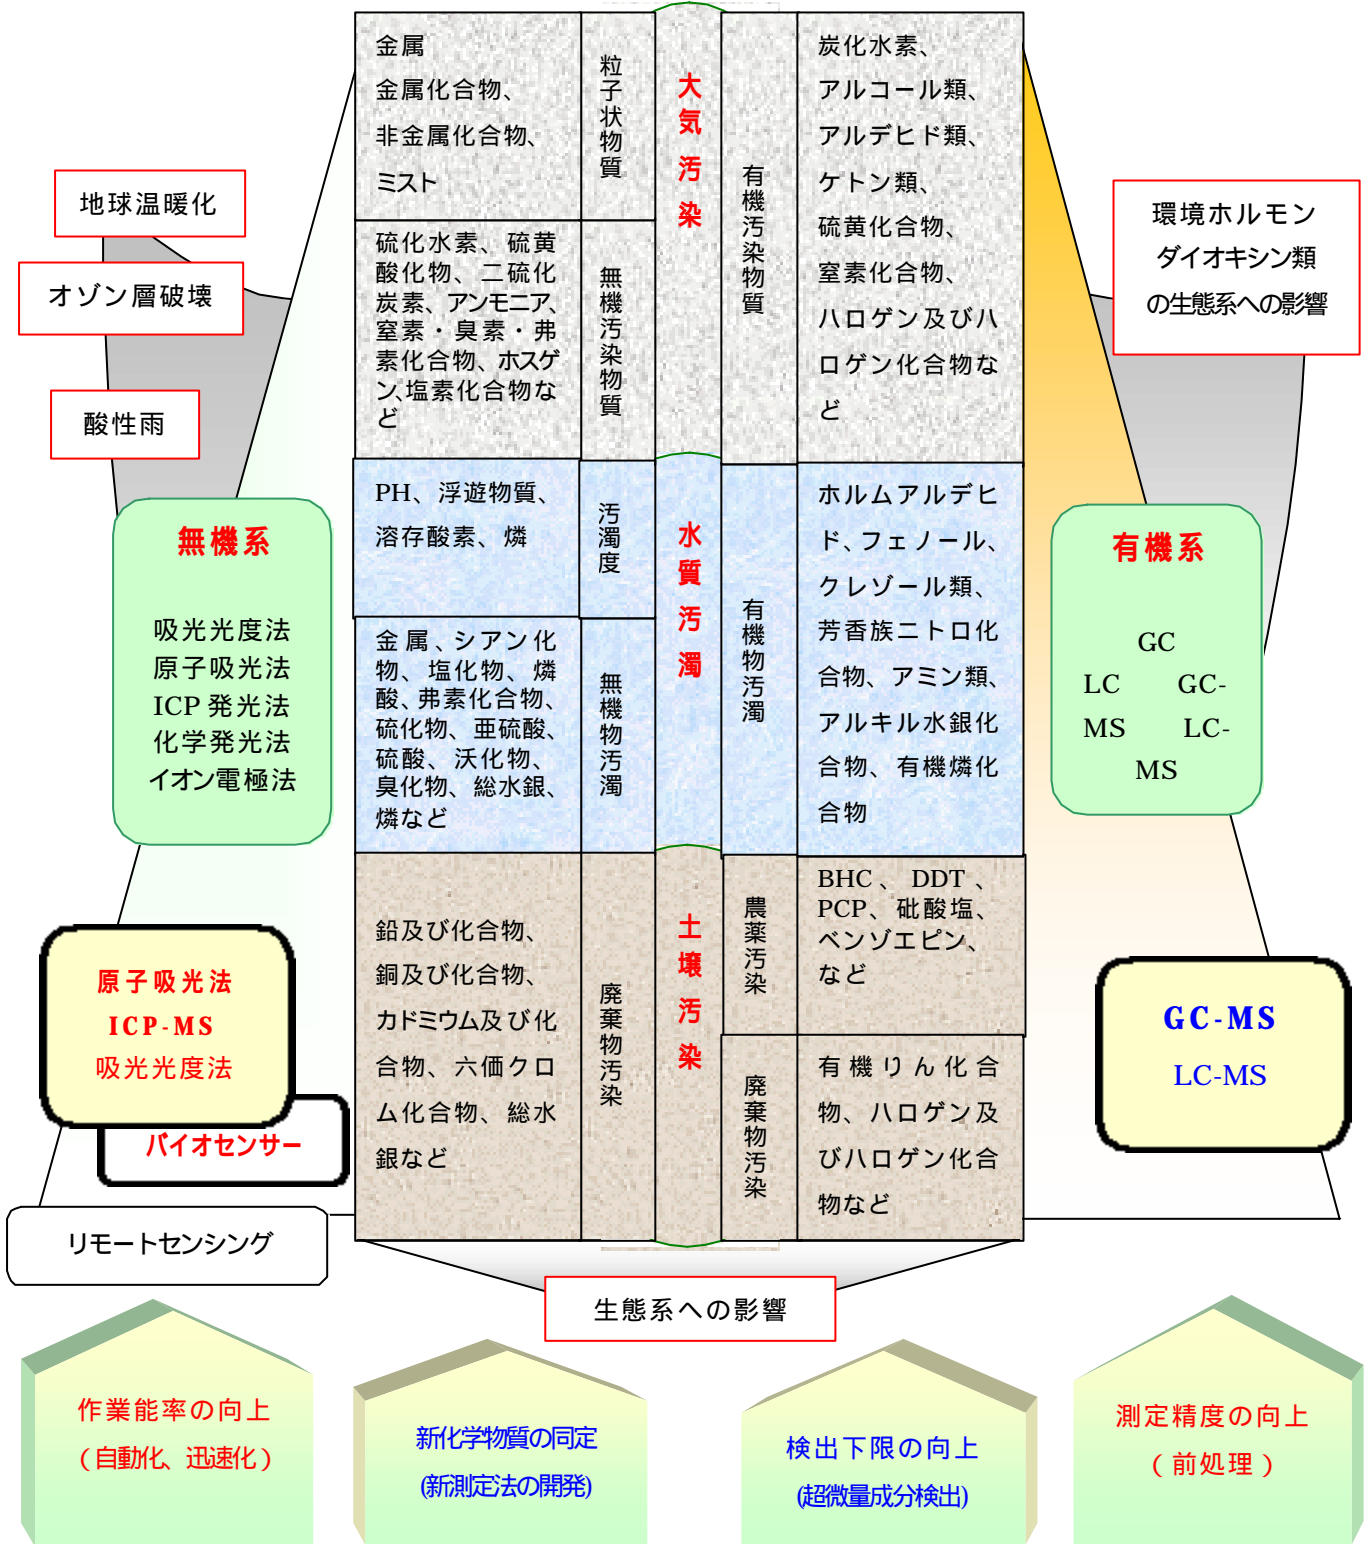 金属
金属化合物、
非金属化合物、
ミスト
粒子状物質
大気汚染
炭化水素、
アルコール類、
アルデヒド類、
ケトン類、
硫黄化合物、
窒素化合物、
ハロゲン及びハ
ロゲン化合物な
ど
有機汚染物質
硫化水素、硫黄
酸化物、二硫化
炭素、アンモニア、
窒素・臭素・弗
素化合物、ホスゲ
ン、塩素化合物な
ど
無機汚染物質
地球温暖化
オゾン層破壊
酸性雨
環境ホルモン
ダイオキシン類
の生態系への影響
PH、浮遊物質、
溶存酸素、燐
汚濁度
水質汚濁
ホルムアルデヒ
ド、フェノール、
クレゾール類、
芳香族ニトロ化
合物、アミン類、
アルキル水銀化
合物、有機燐化
合物
有機物汚濁
金属、シアン化
物、塩化物、燐
酸、弗素化合物、
硫化物、亜硫酸、
硫酸、沃化物、
臭化物、総水銀、
燐など
無機物汚濁
無機系
吸光光度法
原子吸光法
ICP 発光法
化学発光法
イオン電極法
有機系
GC
LC GC-
MS LC-
MS
鉛及び化合物、
銅及び化合物、
カドミウム及び化
合物、六価クロ
ム化合物、総水
銀など
廃棄物汚染
土壌汚染
農薬汚染
BHC、DDT、
PCP、砒酸塩、
ベンゾエピン、
など
廃棄物汚染
有機りん化合
物、ハロゲン及
びハロゲン化合
物など
原子吸光法
ICP-MS
吸光光度法
バイオセンサー
リモートセンシング
GC-MS
LC-MS
生態系への影響
作業能率の向上
（自動化、迅速化）
新化学物質の同定
(新測定法の開発)
検出下限の向上
(超微量成分検出)
測定精度の向上
（前処理）